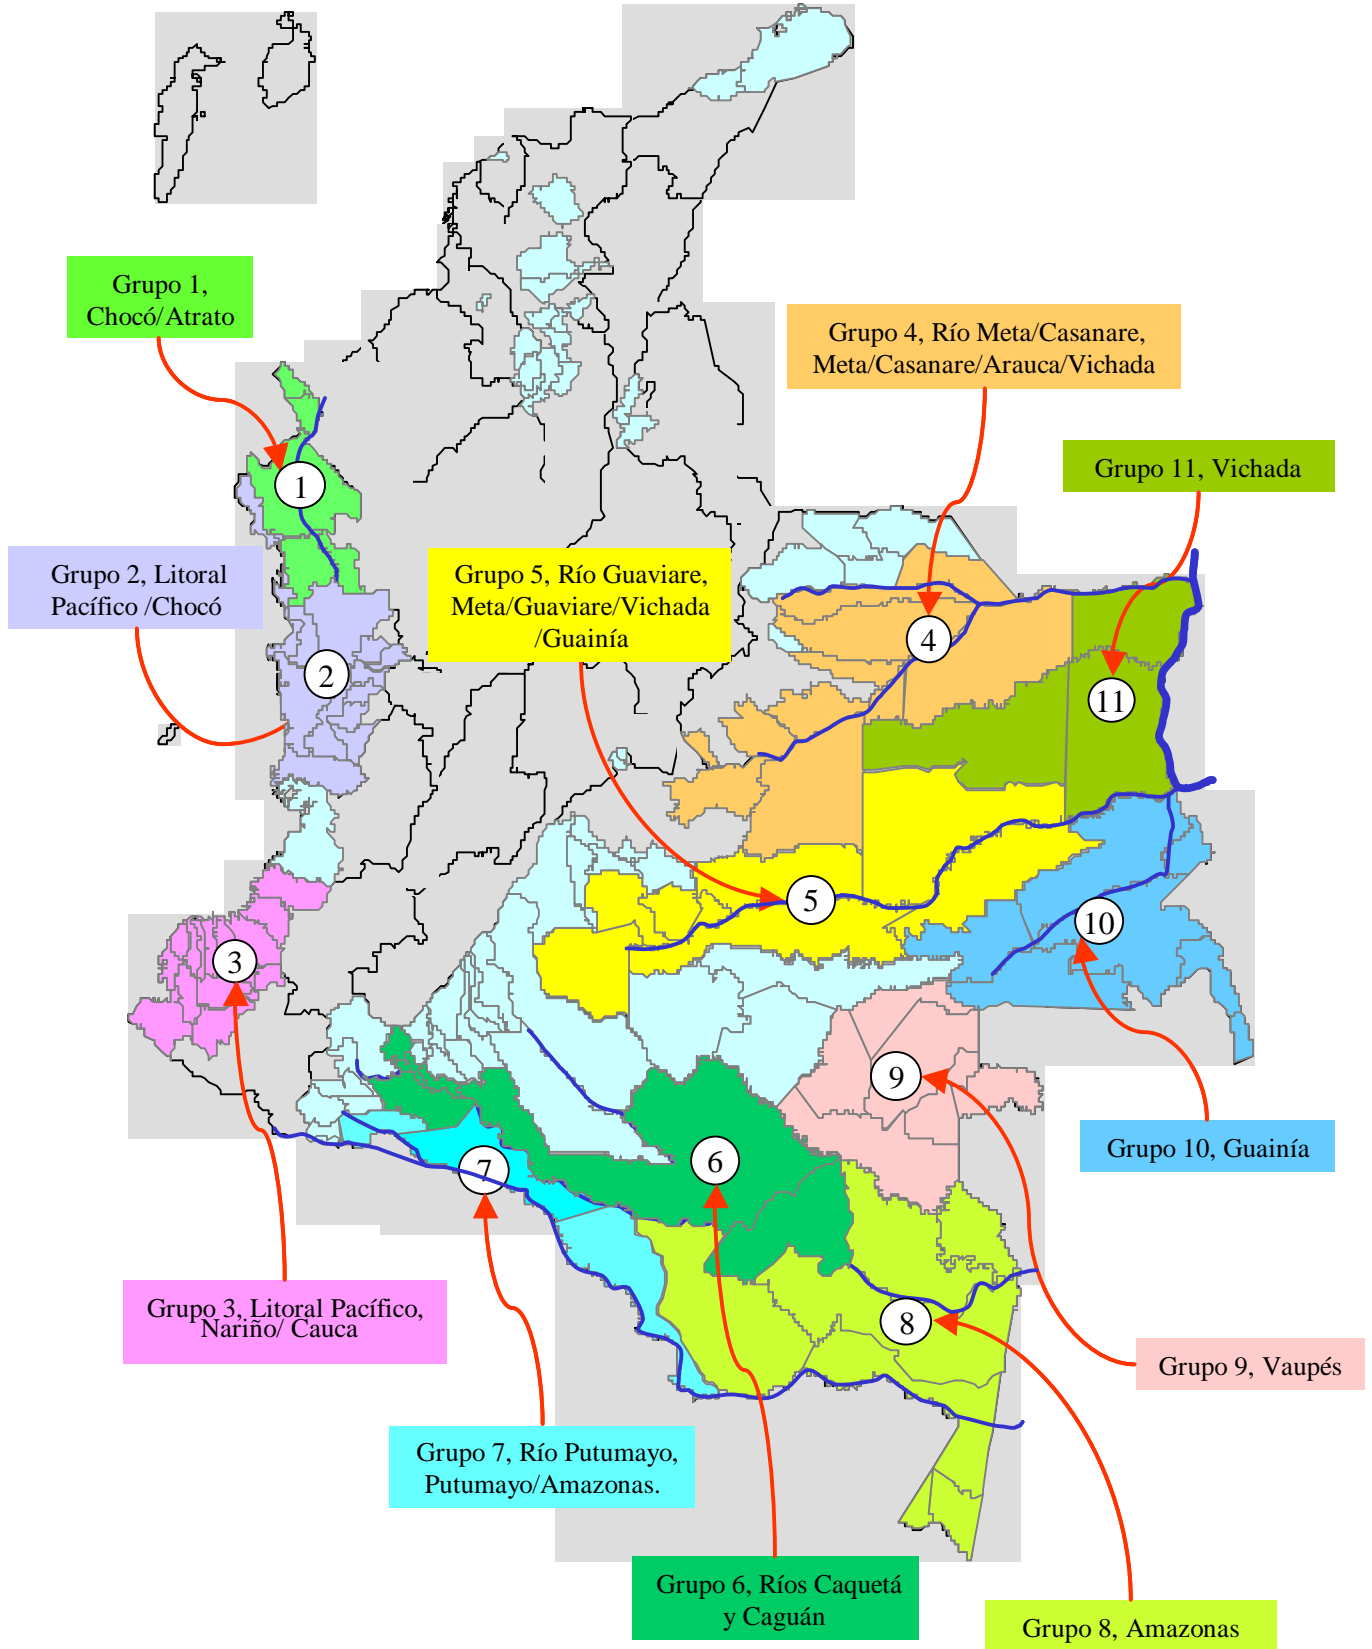 Grupo 1,
Chocó/Atrato
Grupo 4, Río Meta/Casanare,
Meta/Casanare/Arauca/Vichada
Grupo 11, Vichada
1
Grupo 2, Litoral
Pacífico /Chocó
Grupo 5, Río Guaviare,
Meta/Guaviare/Vichada
/Guainía
4
2
11
5
10
3
9
6
7
Grupo 10, Guainía
8
Grupo 3, Litoral Pacífico,
Nariño/ Cauca
Grupo 9, Vaupés
Grupo 7, Río Putumayo,
Putumayo/Amazonas.
Grupo 6, Ríos Caquetá
y Caguán
Grupo 8, Amazonas